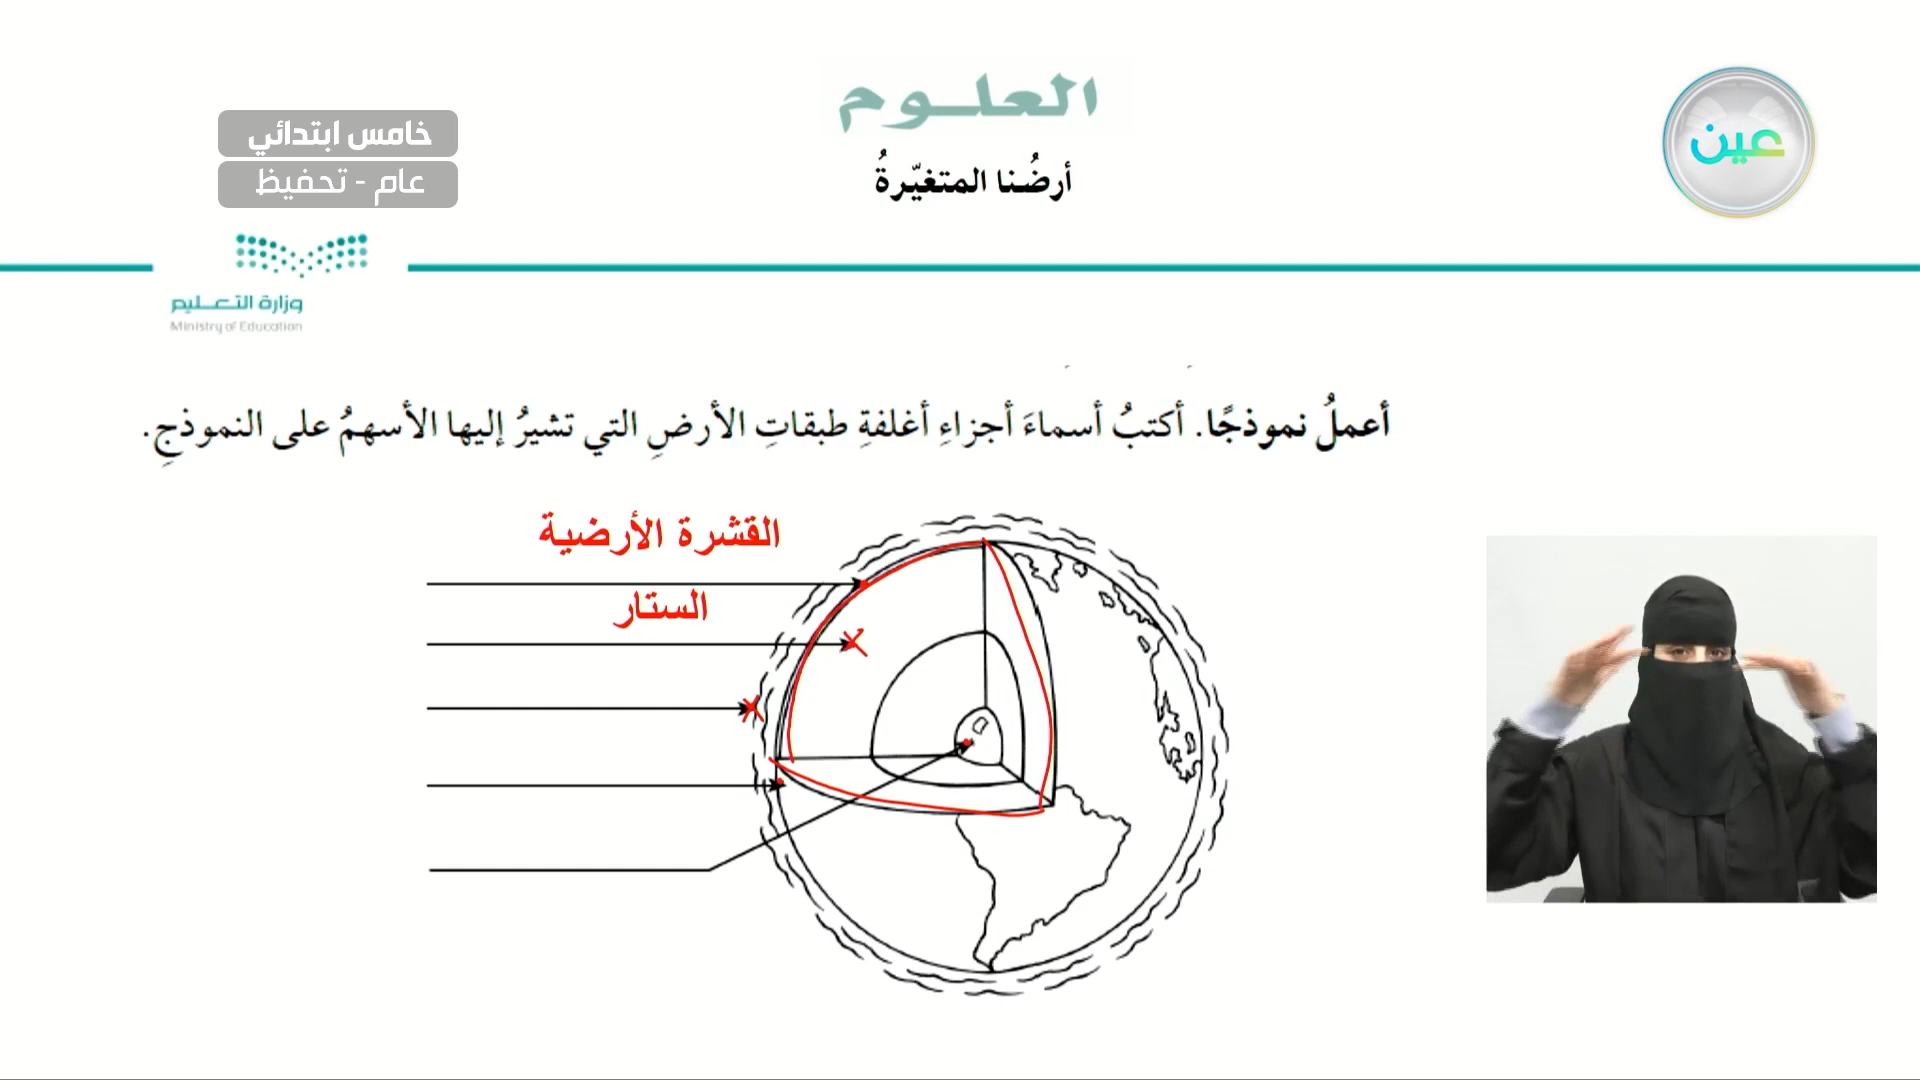 العلوم
أرضُنا المتغيّرةُ
عين
خامس ابتدائي
عام - تحفيظ
وزارة التعليم
Ministry of Education
أعملُ نموذجًا. أكتبُ أسماءَ أجزاءِ أغلفةِ طبقاتِ الأرضِ التي تشيرُ إليها الأسهمُ على النموذجِ.
القشرة الأرضية
الستار